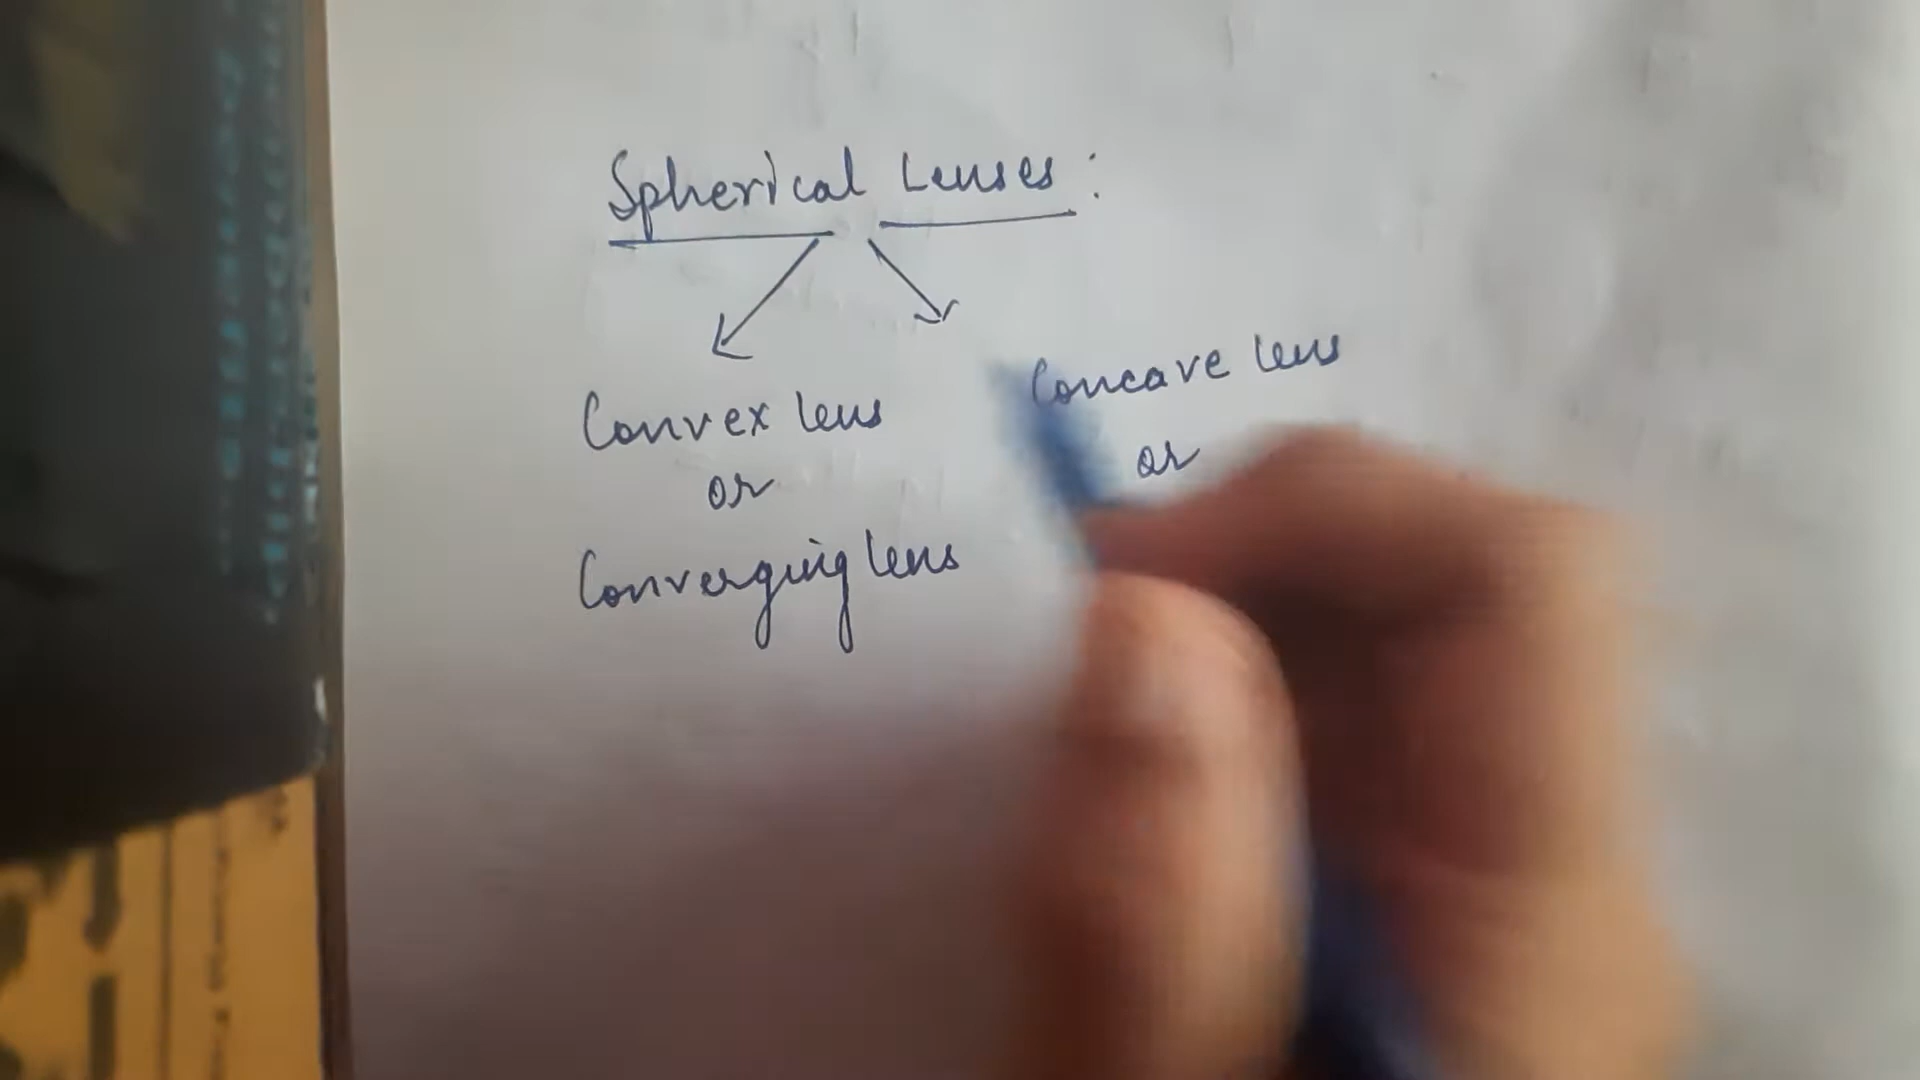 Spherical Lenses :
Convex lens
or
Converging lens
Concave lens
or